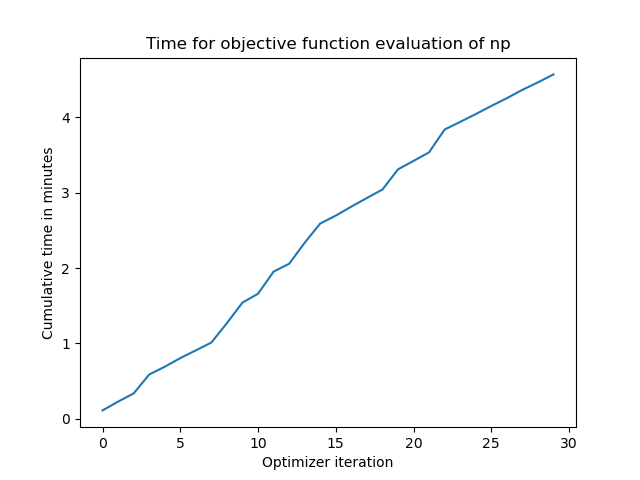 Time for objective function evaluation of np
Cumulative time in minutes
4
3
2
1
0
0 5 10 15 20 25 30
Optimizer iteration